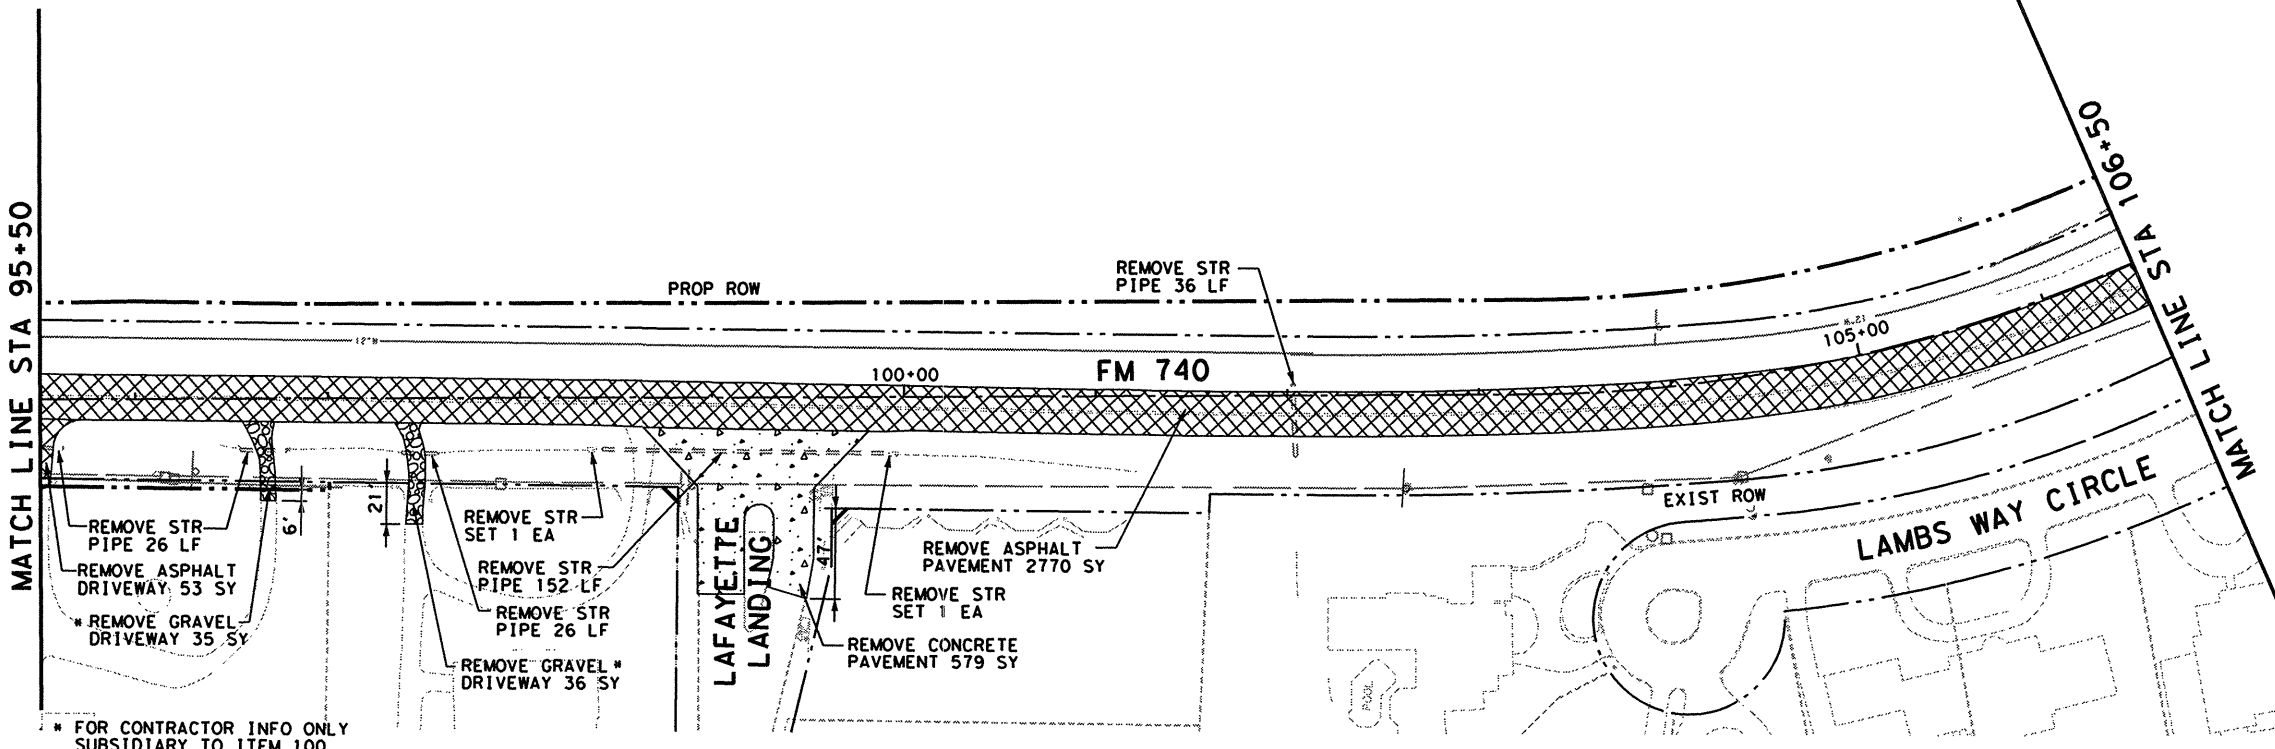 MATCH LINE STA 95+50
MATCH LINE STA 106+50
PROP ROW
REMOVE STR
PIPE 36 LF
12"W
100+00
FM 740
12"W
105+00
EXIST ROW
LAMBS WAY CIRCLE
6'
21'
47'
REMOVE STR
PIPE 26 LF
REMOVE ASPHALT
DRIVEWAY 53 SY
* REMOVE GRAVEL
DRIVEWAY 35 SY
REMOVE STR
SET 1 EA
REMOVE STR
PIPE 152 LF
REMOVE STR
PIPE 26 LF
REMOVE GRAVEL *
DRIVEWAY 36 SY
LAFAYETTE
LANDING
REMOVE ASPHALT
PAVEMENT 2770 SY
REMOVE STR
SET 1 EA
REMOVE CONCRETE
PAVEMENT 579 SY
POOL
* FOR CONTRACTOR INFO ONLY
SUBSIDIARY TO ITEM 100